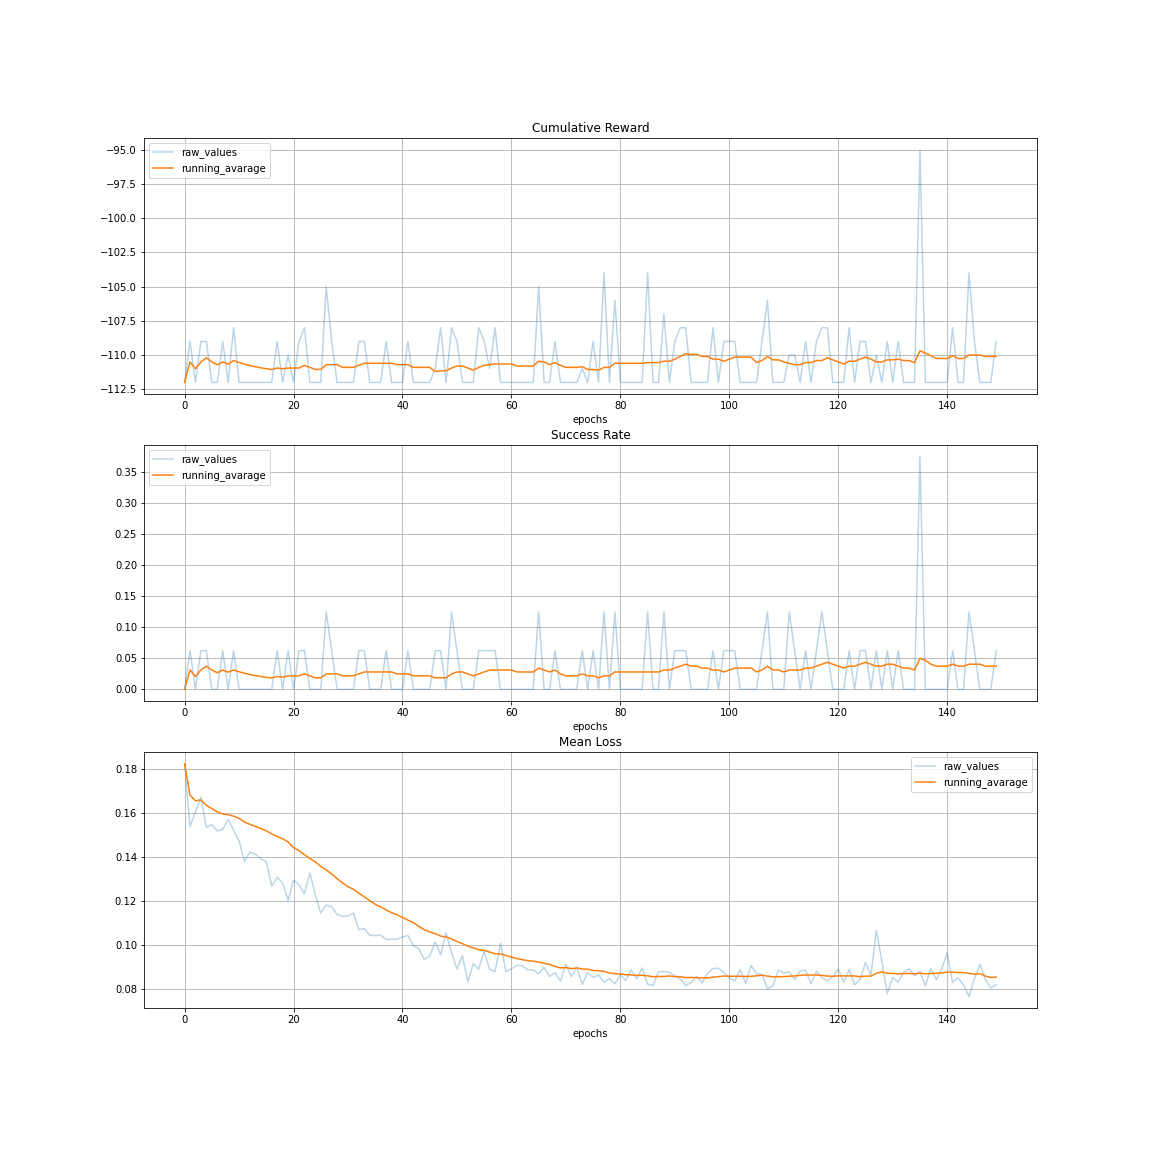 Cumulative Reward
raw_values
running_avarage
−95.0
−97.5
−100.0
−102.5
−105.0
−107.5
−110.0
−112.5
0 20 40 60 80 100 120 140
epochs
Success Rate
raw_values
running_avarage
0.35
0.30
0.25
0.20
0.15
0.10
0.05
0.00
0 20 40 60 80 100 120 140
epochs
Mean Loss
raw_values
running_avarage
0.18
0.16
0.14
0.12
0.10
0.08
0 20 40 60 80 100 120 140
epochs